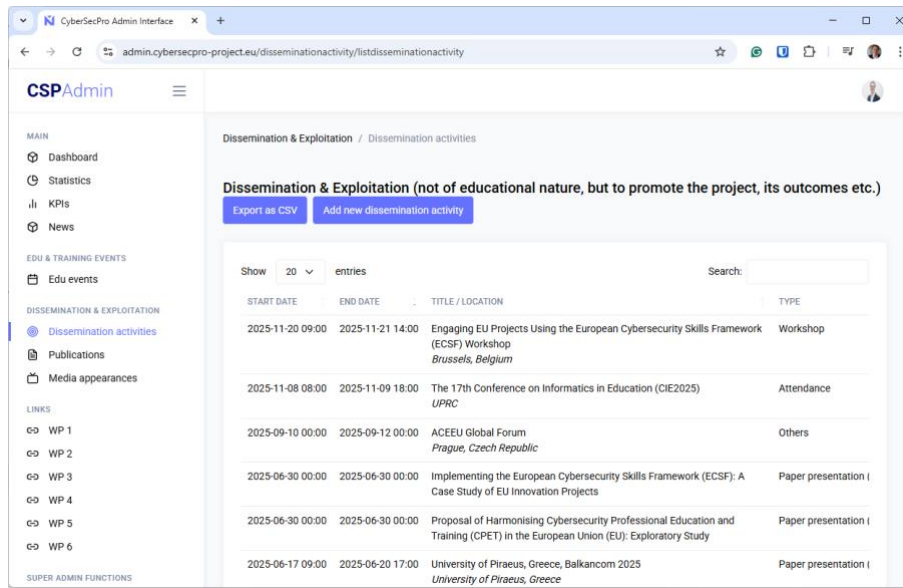 CyberSecPro Admin Interface
admin.cybersecpro-project.eu/disseminationactivity/listdisseminationactivity
CSPAdmin
MAIN
Dashboard
Statistics
KPIs
News
EDU & TRAINING EVENTS
Edu events
DISSEMINATION & EXPLOITATION
Dissemination activities
Publications
Media appearances
LINKS
WP 1
WP 2
WP 3
WP 4
WP 5
WP 6
SUPER ADMIN FUNCTIONS
Dissemination & Exploitation / Dissemination activities
Dissemination & Exploitation (not of educational nature, but to promote the project, its outcomes etc.)
Export as CSV Add new dissemination activity
Show 20 entries Search:
START DATE END DATE TITLE / LOCATION TYPE
2025-11-20 09:00 2025-11-21 14:00 Engaging EU Projects Using the European Cybersecurity Skills Framework Workshop
(ECSF) Workshop
Brussels, Belgium
2025-11-08 08:00 2025-11-09 18:00 The 17th Conference on Informatics in Education (CIE2025) Attendance
UPRC
2025-09-10 00:00 2025-09-12 00:00 ACEEU Global Forum Others
Prague, Czech Republic
2025-06-30 00:00 2025-06-30 00:00 Implementing the European Cybersecurity Skills Framework (ECSF): A Paper presentation (
Case Study of EU Innovation Projects
2025-06-30 00:00 2025-06-30 00:00 Proposal of Harmonising Cybersecurity Professional Education and Paper presentation (
Training (CPET) in the European Union (EU): Exploratory Study
2025-06-17 09:00 2025-06-20 17:00 University of Piraeus, Greece, Balkancom 2025 Paper presentation (
University of Piraeus, Greece